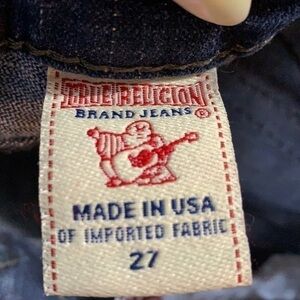 TRUE RELIGION
BRAND JEANS®
MADE IN USA
OF IMPORTED FABRIC
27